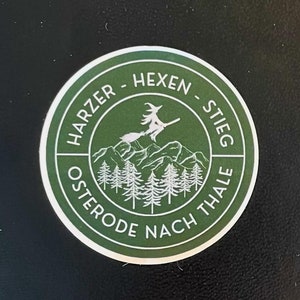 HARZER - HEXEN - STIEG
OSTERODE NACH THALE